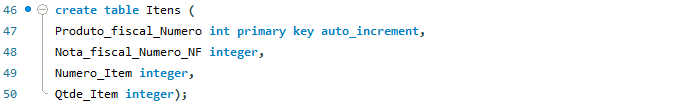 46 create table Itens (
47 Produto_fiscal_Numero int primary key auto_increment,
48 Nota_fiscal_Numero_NF integer,
49 Numero_Item integer,
50 Qtde_Item integer);